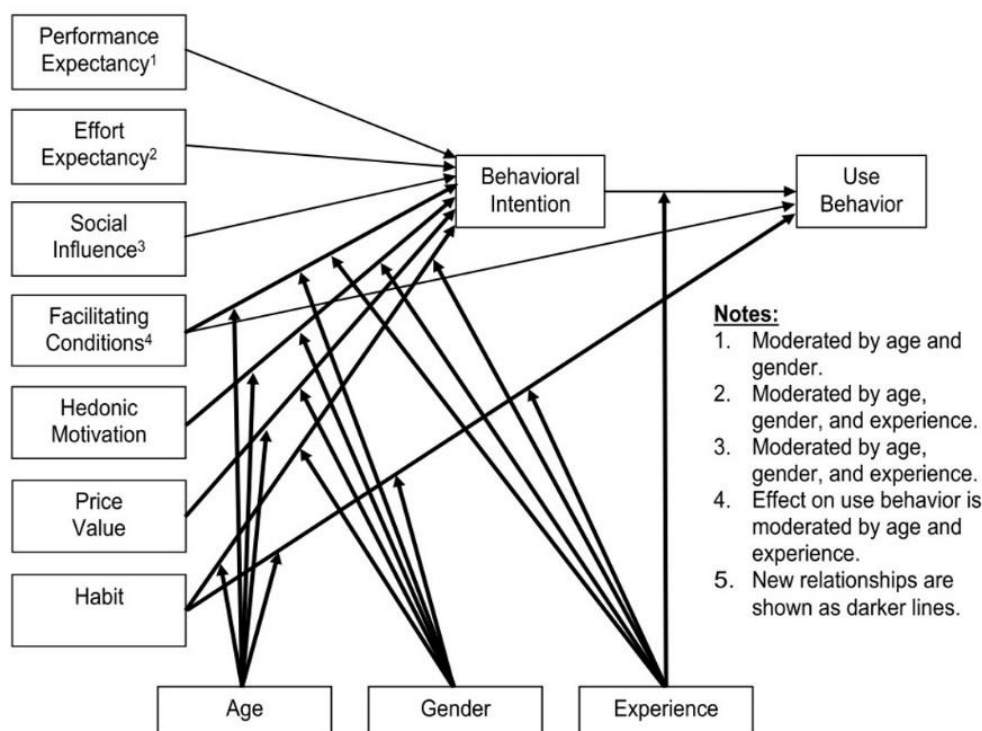 Performance
Expectancy¹
Effort
Expectancy²
Social
Influence³
Facilitating
Conditions⁴
Hedonic
Motivation
Price
Value
Habit
Behavioral
Intention
Use
Behavior
Notes:
1. Moderated by age and
gender.
2. Moderated by age,
gender, and experience.
3. Moderated by age,
gender, and experience.
4. Effect on use behavior is
moderated by age and
experience.
5. New relationships are
shown as darker lines.
Age
Gender
Experience